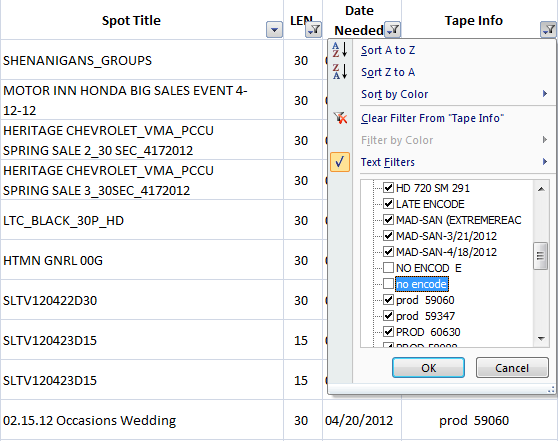 Spot Title LEN Date Needed Tape Info
Sort A to Z
SHENANIGANS_GROUPS 30
Sort Z to A
MOTOR INN HONDA BIG SALES EVENT 4-
12-12
30
Sort by Color
Clear Filter From "Tape Info"
HERITAGE CHEVROLET_VMA_PCCU
SPRING SALE 2_30 SEC_4172012
30
Filter by Color
Text Filters
HERITAGE CHEVROLET_VMA_PCCU
SPRING SALE 3_30SEC_4172012
30
HD 720 SM 291
LATE ENCODE
LTC_BLACK_30P_HD 30
MAD-SAN (EXTREMEREAC
MAD-SAN-3/21/2012
MAD-SAN-4/18/2012
HTMN GNRL 00G 30
NO ENCOD E
no encode
SLTV120422D30 30
prod 59060
prod 59347
PROD 60630
SLTV120423D15 15
OK Cancel
SLTV120423D15 15
02.15.12 Occasions Wedding 30 04/20/2012 prod 59060